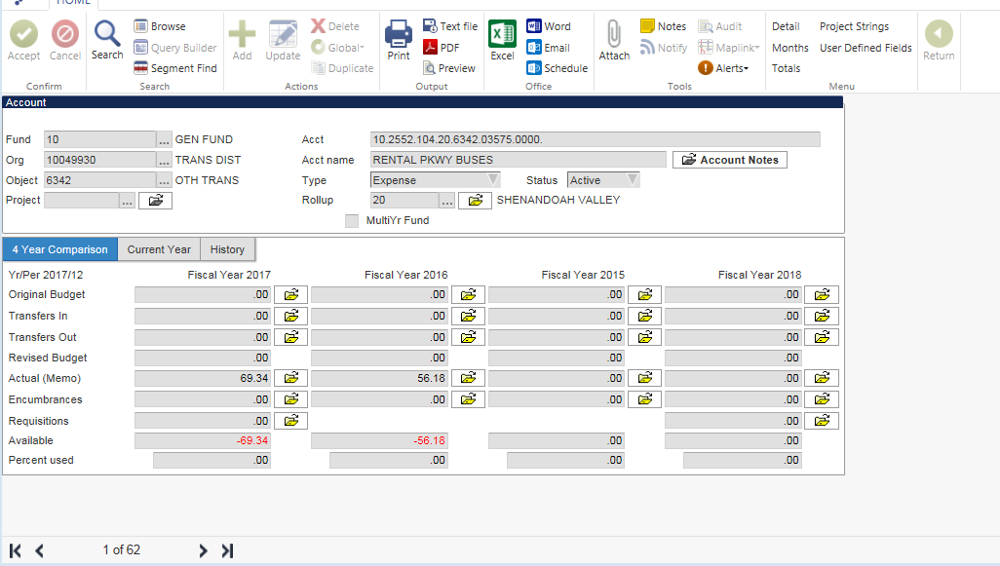 HOME
Accept Cancel Search Browse Query Builder Segment Find Add Update Delete Global Duplicate Print Text file PDF Preview Excel Word Email Schedule Attach Notes Notify Audit Maplink Alerts Detail Months Totals Project Strings User Defined Fields Return
Confirm Search Actions Output Office Tools Menu
Account
Fund 10 ... GEN FUND Acct 10.2552.104.20.6342.03575.0000.
Org 10049930 ... TRANS DIST Acct name RENTAL PKWY BUSES Account Notes
Object 6342 ... OTH TRANS Type Expense Status Active
Project ... Rollup 20 ... SHENANDOAH VALLEY
MultiYr Fund
4 Year Comparison Current Year History
Yr/Per 2017/12 Fiscal Year 2017 Fiscal Year 2016 Fiscal Year 2015 Fiscal Year 2018
Original Budget .00 .00 .00 .00
Transfers In .00 .00 .00 .00
Transfers Out .00 .00 .00 .00
Revised Budget .00 .00 .00 .00
Actual (Memo) 69.34 56.18 .00 .00
Encumbrances .00 .00 .00 .00
Requisitions .00 .00
Available -69.34 -56.18 .00 .00
Percent used .00 .00 .00 .00
1 of 62